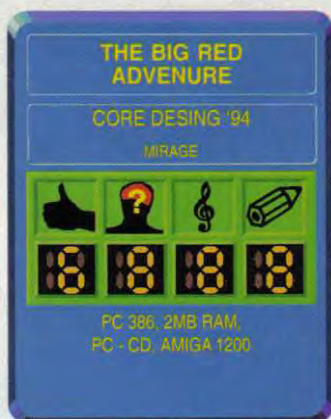 THE BIG RED
ADVENURE
CORE DESING '94
MIRAGE
?
PC 386, 2MB RAM,
PC - CD, AMIGA 1200